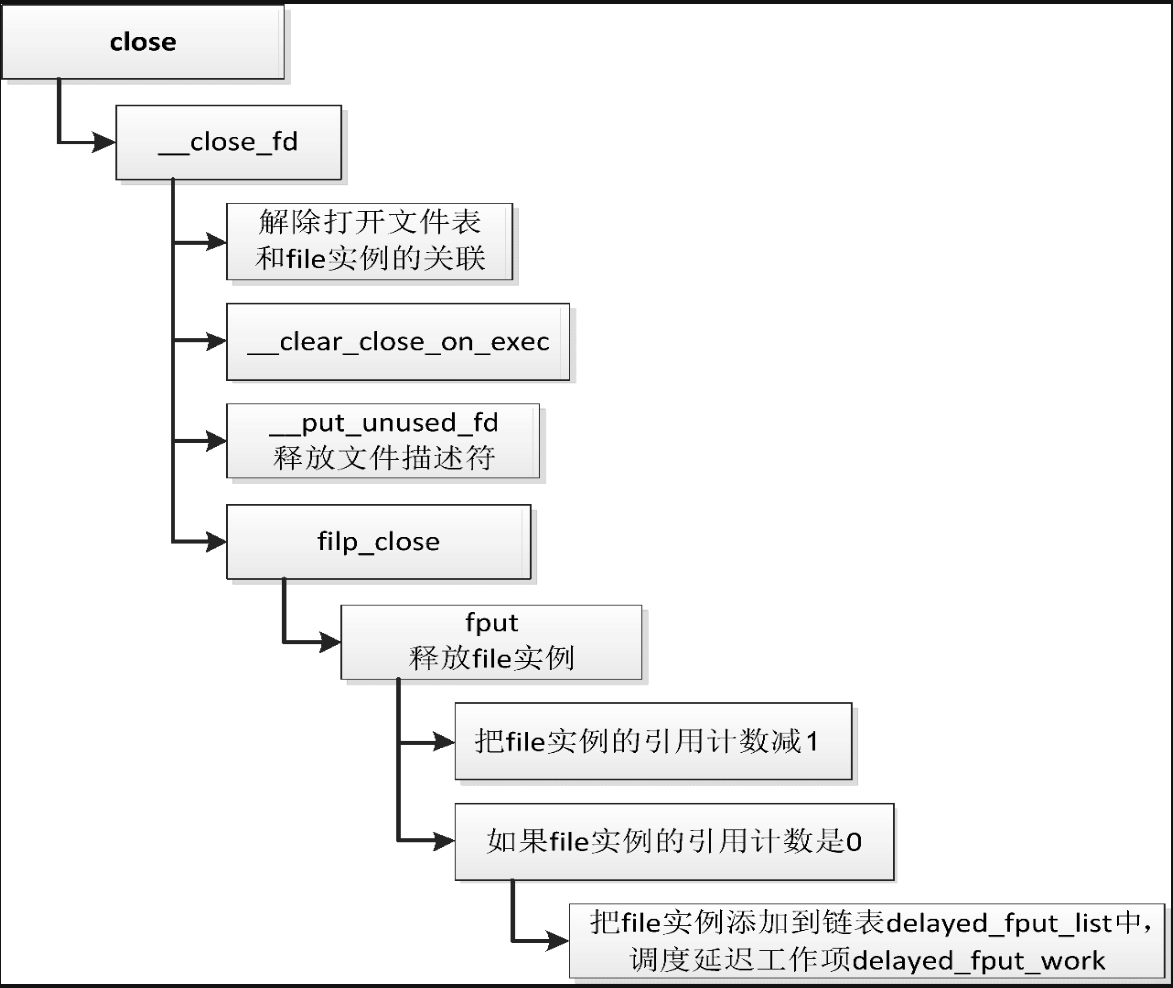 close
__close_fd
解除打开文件表
和file实例的关联
__clear_close_on_exec
__put_unused_fd
释放文件描述符
filp_close
fput
释放file实例
把file实例的引用计数减1
如果file实例的引用计数是0
把file实例添加到链表delayed_fput_list中，
调度延迟工作项delayed_fput_work